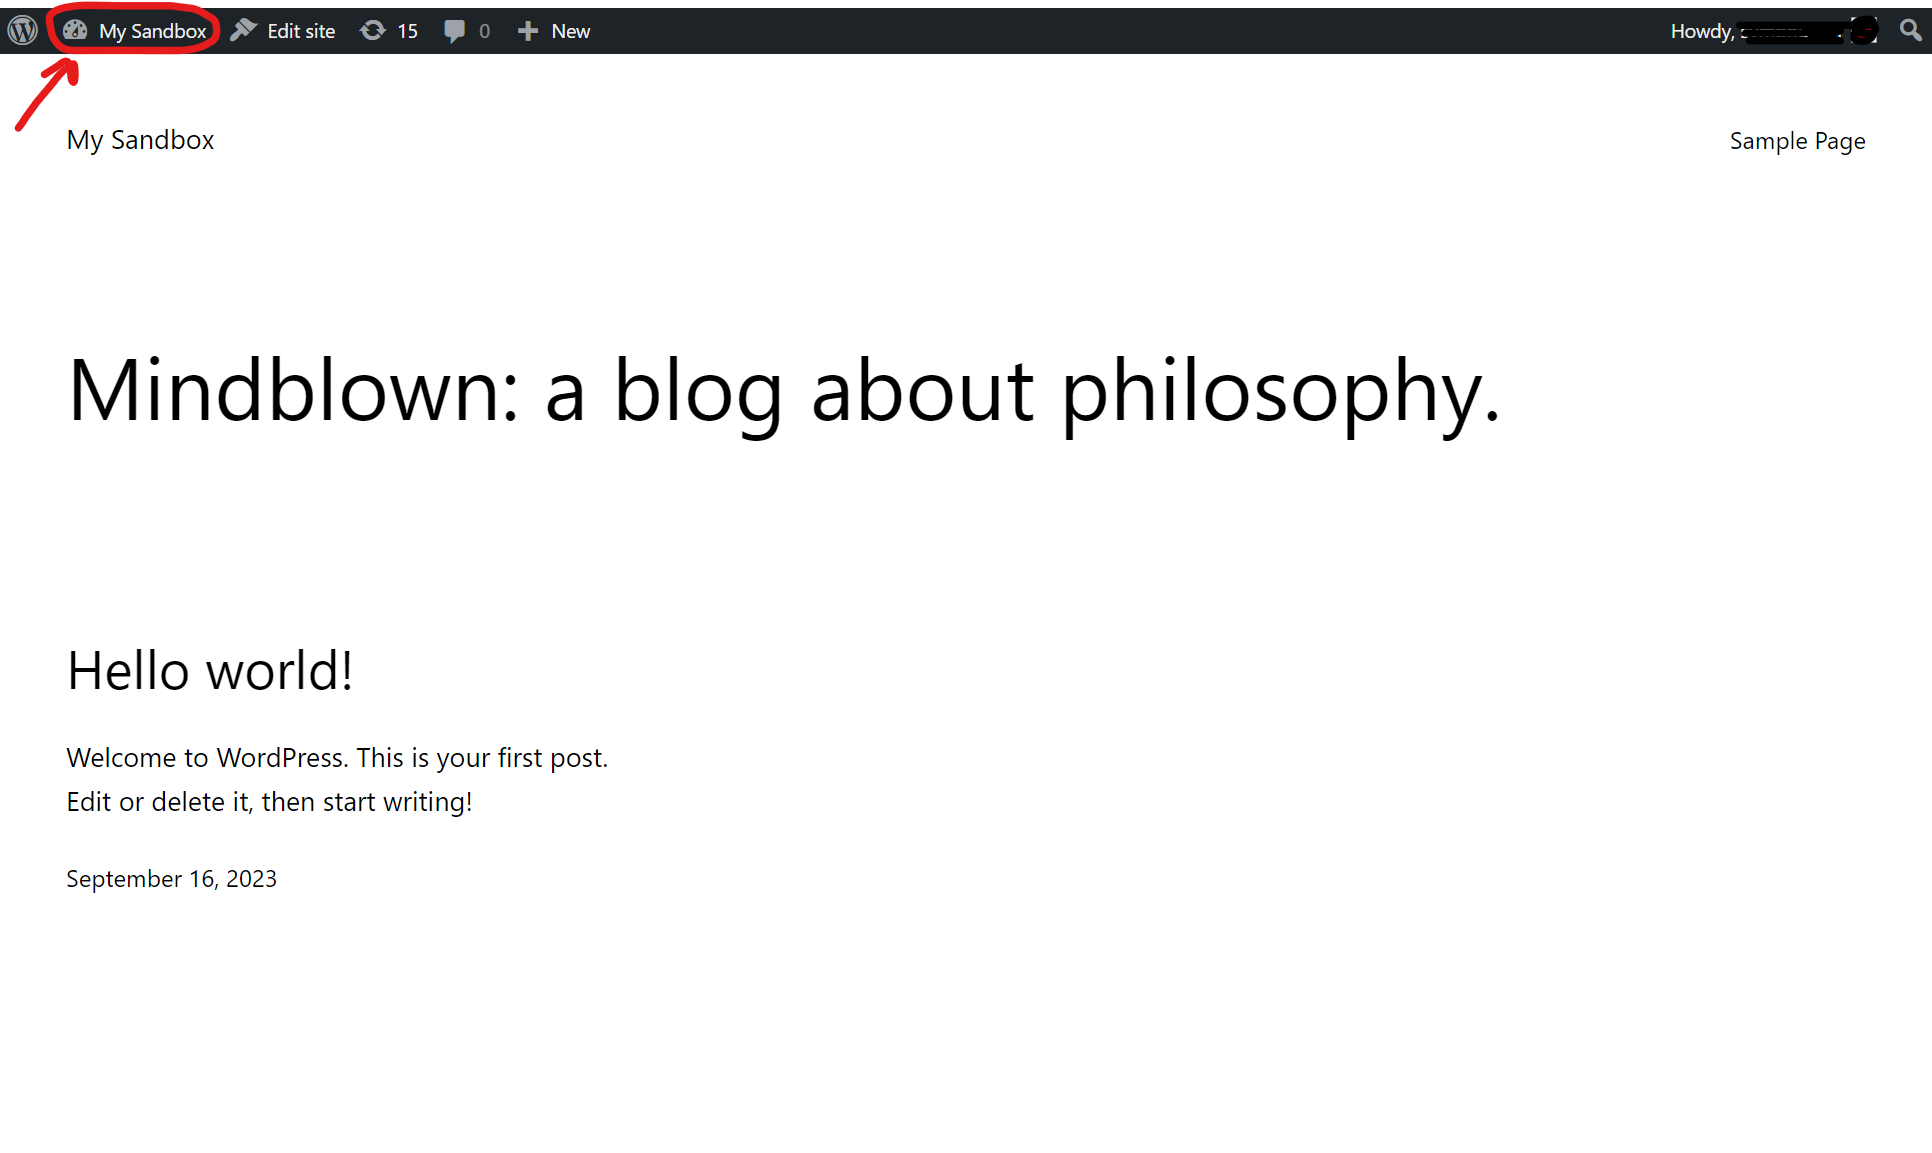 My Sandbox Edit site 15 0 New Howdy,
My Sandbox Sample Page
Mindblown: a blog about philosophy.
Hello world!
Welcome to WordPress. This is your first post.
Edit or delete it, then start writing!
September 16, 2023